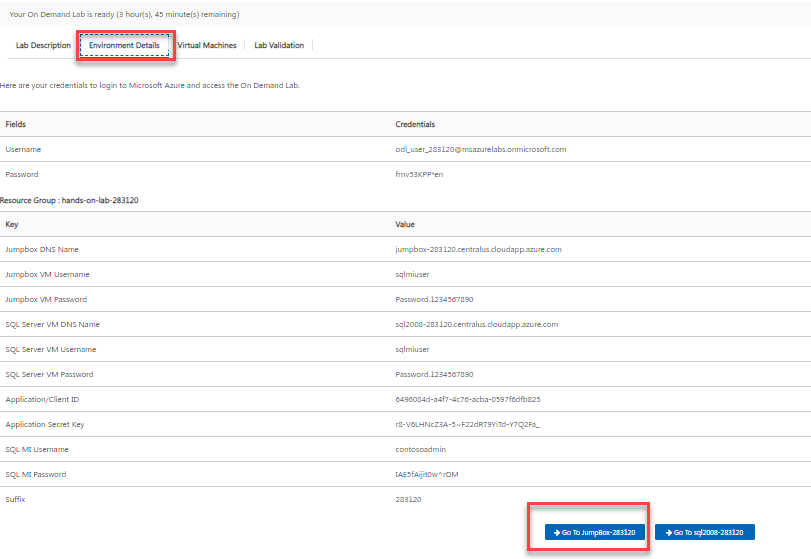 Your On Demand Lab is ready (3 hour(s), 45 minute(s) remaining)
Lab Description Environment Details Virtual Machines Lab Validation
Here are your credentials to login to Microsoft Azure and access the On Demand Lab.
Fields Credentials
Username odl_user_283120@msazurelabs.onmicrosoft.com
Password frnv53KPP*en
Resource Group : hands-on-lab-283120
Key Value
Jumpbox DNS Name jumpbox-283120.centralus.cloudapp.azure.com
Jumpbox VM Username sqlmiuser
Jumpbox VM Password Password.1234567890
SQL Server VM DNS Name sql2008-283120.centralus.cloudapp.azure.com
SQL Server VM Username sqlmiuser
SQL Server VM Password Password.1234567890
Application/Client ID 6496084d-a4f7-4c76-acba-0597f6dfb825
Application Secret Key r8-V6LHNcZ3A-5~F22dRT9YiTd-Y7Q2Fa_
SQL MI Username contosoadmin
SQL MI Password IAE5fAijit0w^rDM
Suffix 283120
Go To JumpBox-283120 Go To sql2008-283120